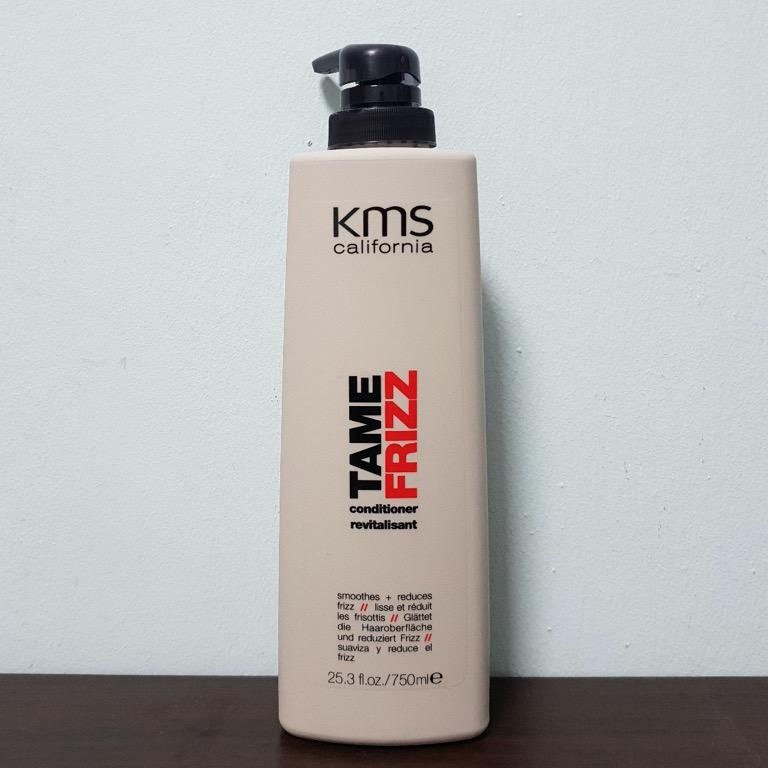 kms
california
TAME
FRIZZ
conditioner
revitalisant
smoothes + reduces
frizz // lisse et réduit
les frisottis // Glättet
die Haaroberfläche
und reduziert Frizz //
suaviza y reduce el
frizz
25.3 fl.oz./750ml℮